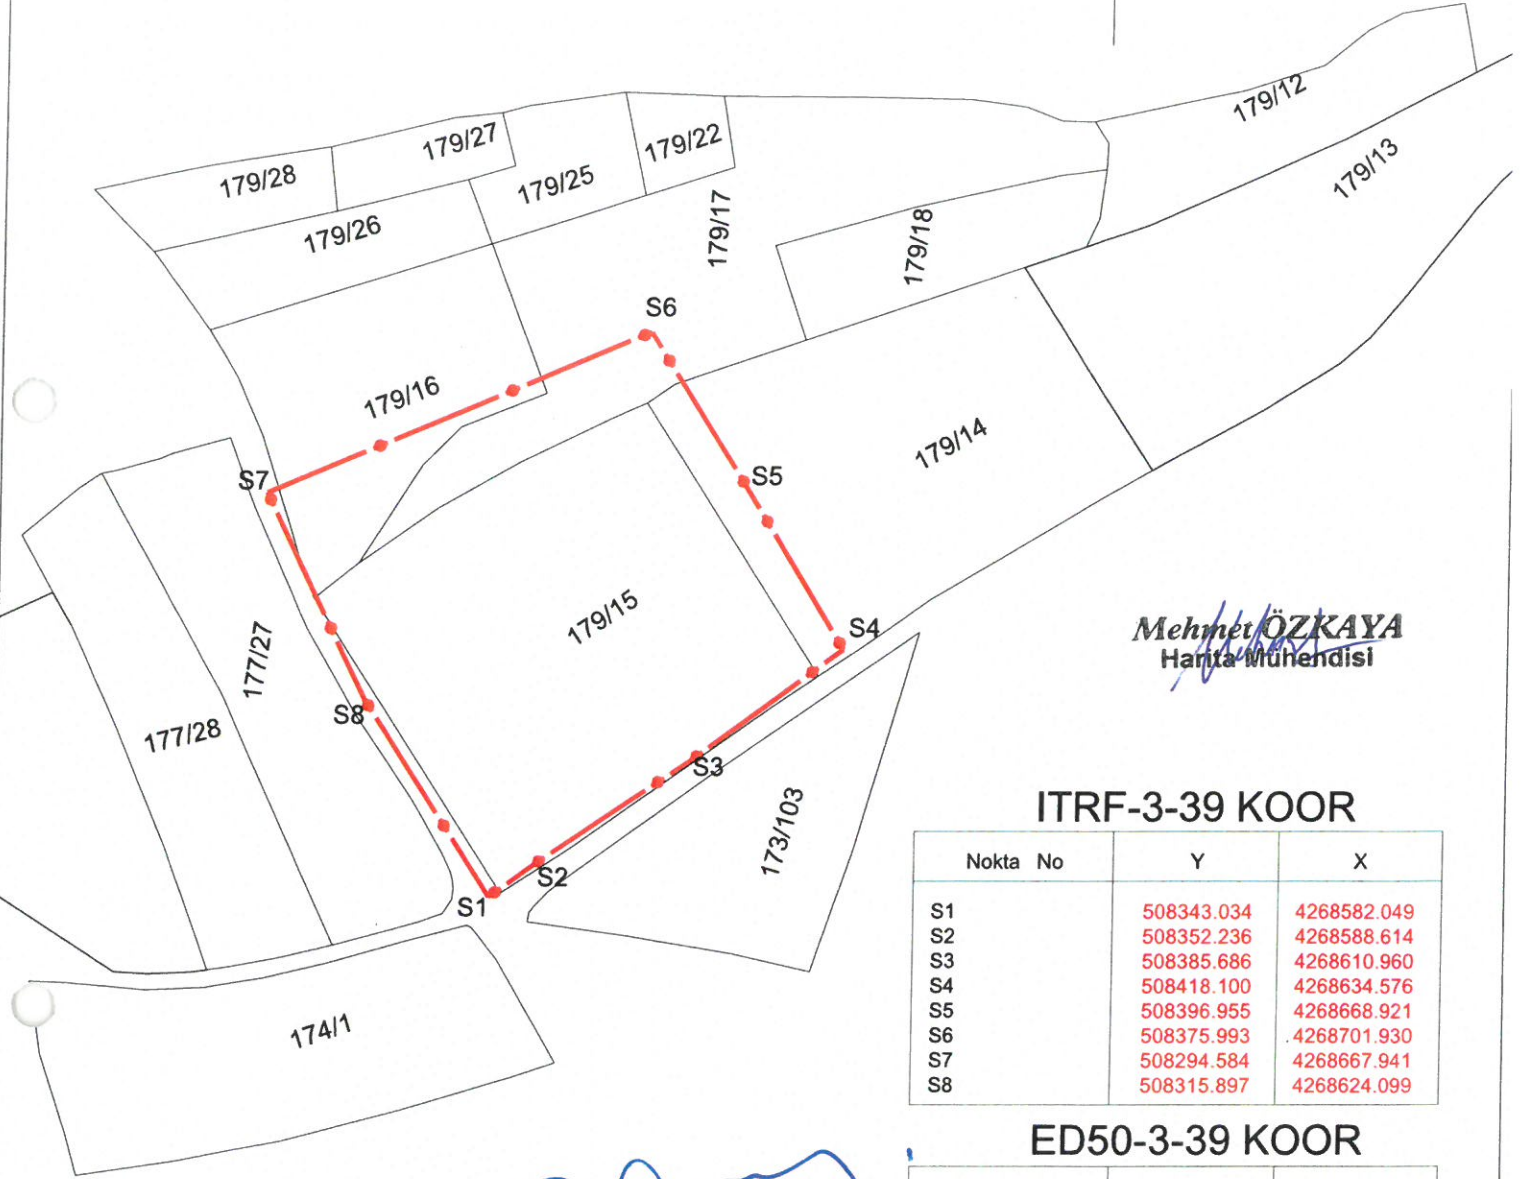 179/12
179/13
179/27
179/22
179/28
179/25
179/26
179/17
179/18
S6
179/16
179/14
S7
S5
179/15
S4
Mehmet ÖZKAYA
Harita Mühendisi
177/27
S8
177/28
S3
173/103
S2
S1
174/1
ITRF-3-39 KOOR
Nokta No Y X
S1 508343.034 4268582.049
S2 508352.236 4268588.614
S3 508385.686 4268610.960
S4 508418.100 4268634.576
S5 508396.955 4268668.921
S6 508375.993 4268701.930
S7 508294.584 4268667.941
S8 508315.897 4268624.099
ED50-3-39 KOOR